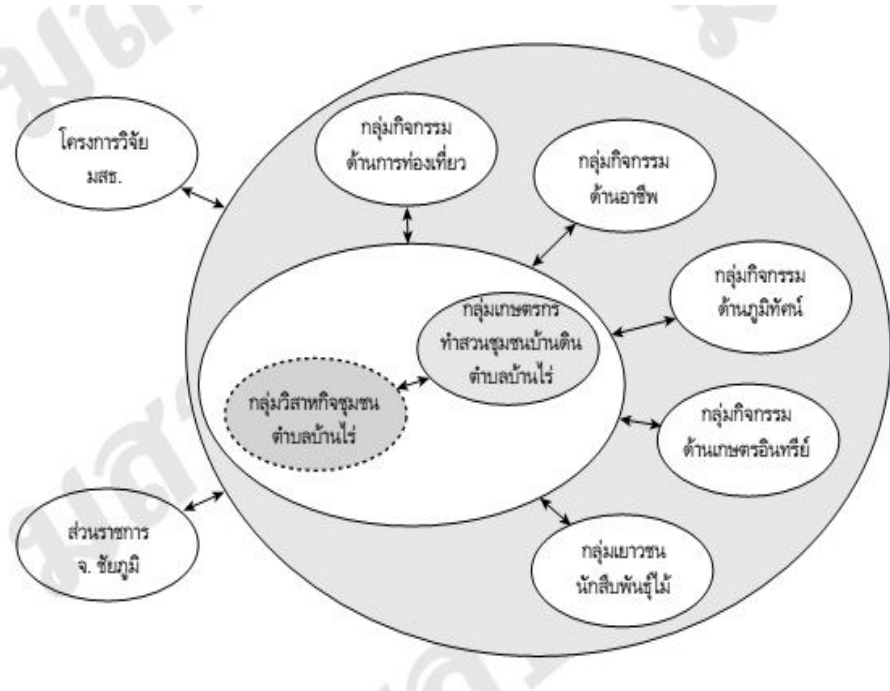 โครงการวิจัย
มสธ.
กลุ่มกิจกรรม
ด้านการท่องเที่ยว
กลุ่มกิจกรรม
ด้านอาชีพ
กลุ่มกิจกรรม
ด้านภูมิทัศน์
กลุ่มเกษตรกร
ทำสวนชุมชนบ้านดิน
ตำบลบ้านไร่
กลุ่มวิสาหกิจชุมชน
ตำบลบ้านไร่
กลุ่มกิจกรรม
ด้านเกษตรอินทรีย์
ส่วนราชการ
จ. ชัยภูมิ
กลุ่มเยาวชน
นักสืบพันธุ์ไม้